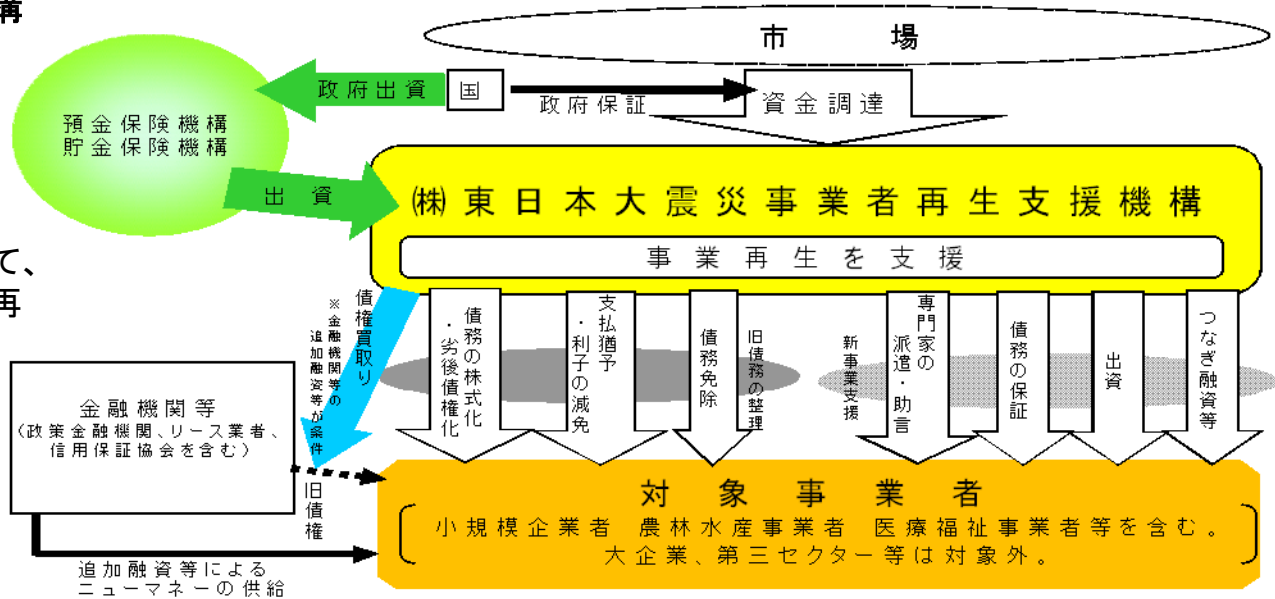 構
市場
政府出資
国
政府保証
資金調達
預金保険機構
貯金保険機構
出資
㈱東日本大震災事業者再生支援機構
事業再生を支援
て、
再
債権買取り
※金融機関等の
追加融資等が条件
債務の株式化
・劣後債権化
支払猶予
・利子の減免
債務免除
旧債務の整理
新事業支援
専門家の
派遣・助言
債務の保証
出資
つなぎ融資等
金融機関等
（政策金融機関、リース業者、
信用保証協会を含む）
旧債権
対象事業者
小規模企業者 農林水産事業者 医療福祉事業者等を含む。
大企業、第三セクター等は対象外。
追加融資等による
ニューマネーの供給